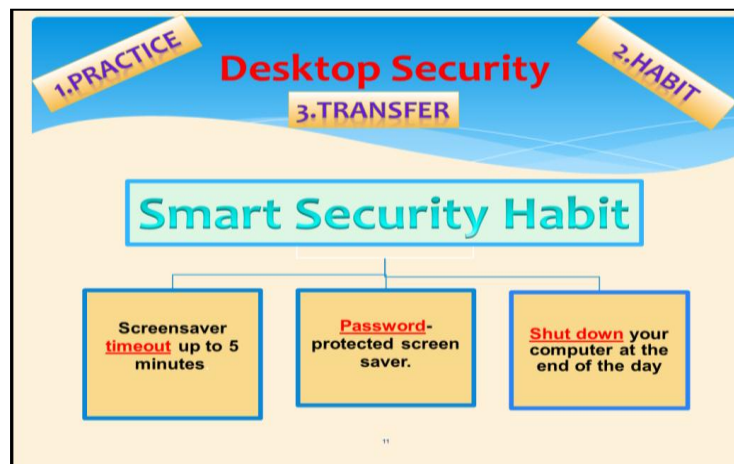 1.PRACTICE
Desktop Security
2.HABIT
3.TRANSFER
Smart Security Habit
Screensaver
timeout up to 5
minutes
Password-
protected screen
saver.
Shut down your
computer at the
end of the day
11